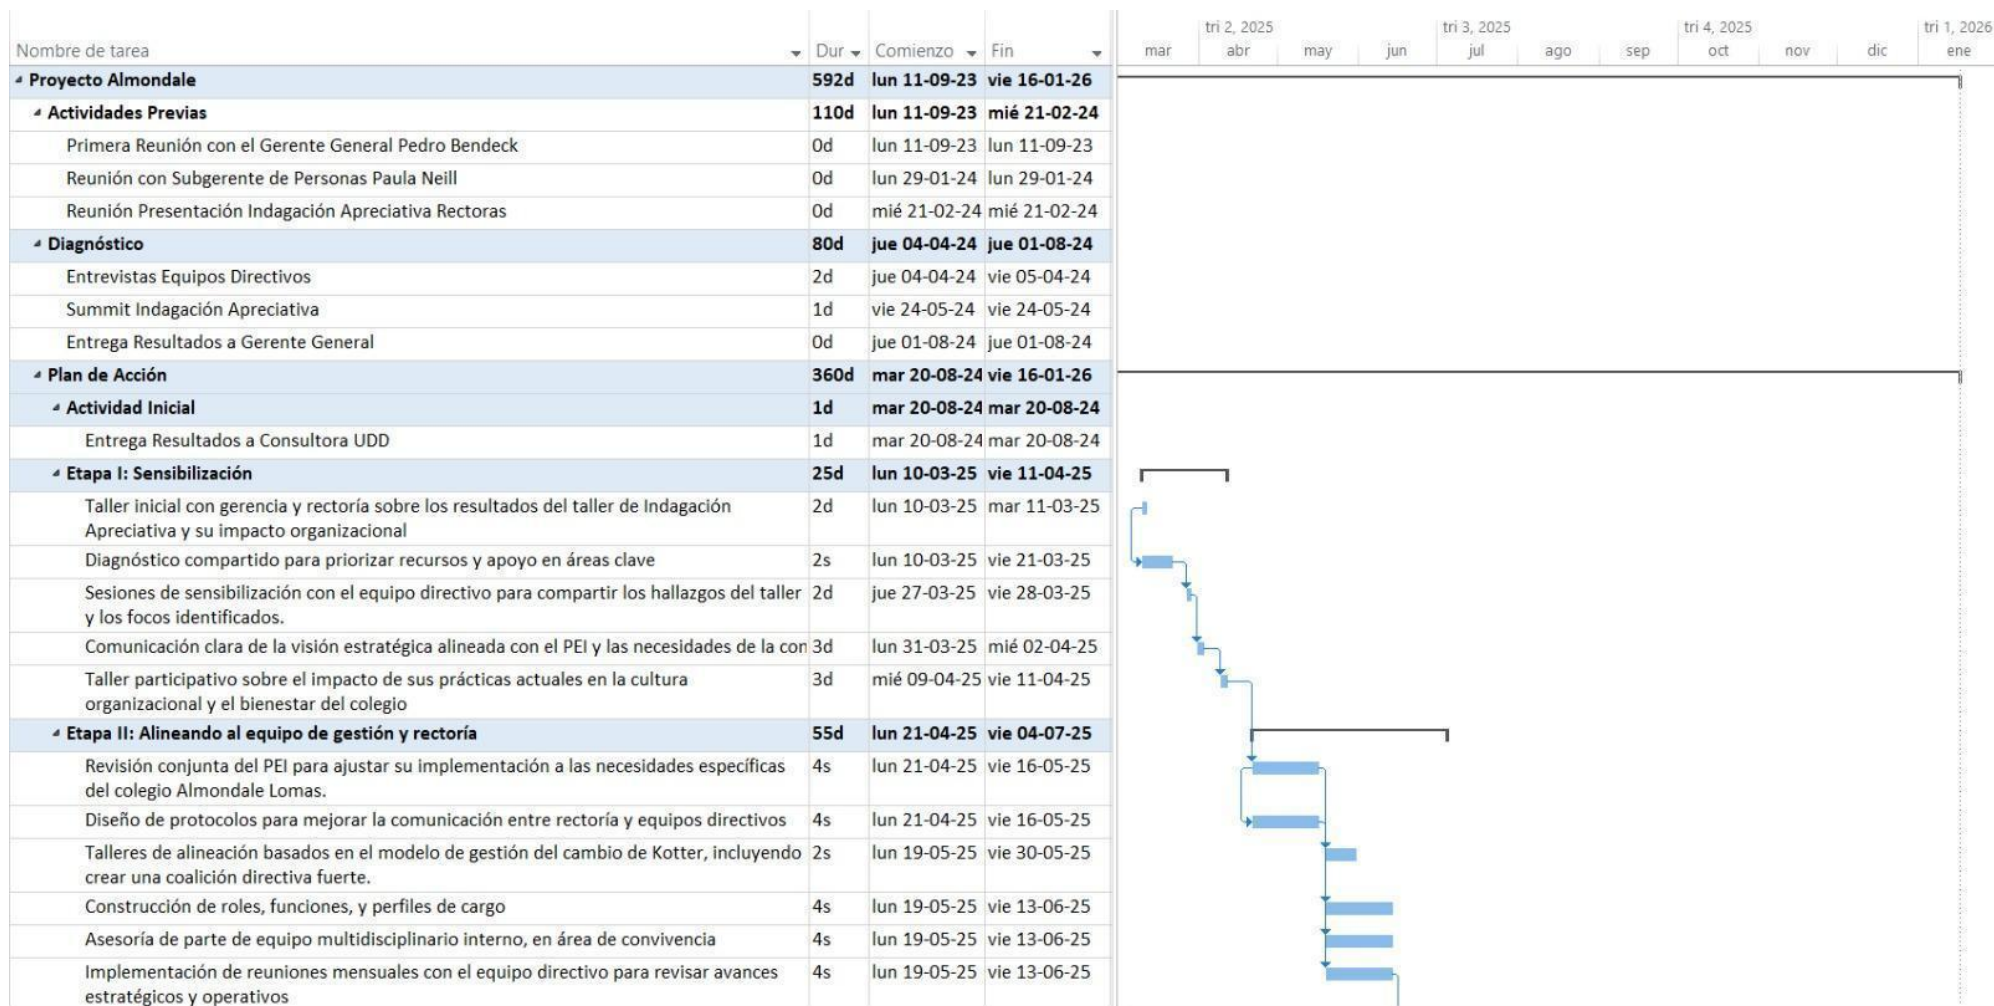 tri 2, 2025 tri 3, 2025 tri 4, 2025 tri 1, 2026
Nombre de tarea Dur Comienzo Fin mar abr may jun jul ago sep oct nov dic ene
Proyecto Almondale 592d lun 11-09-23 vie 16-01-26
Actividades Previas 110d lun 11-09-23 mié 21-02-24
Primera Reunión con el Gerente General Pedro Bendeck 0d lun 11-09-23 lun 11-09-23
Reunión con Subgerente de Personas Paula Neill 0d lun 29-01-24 lun 29-01-24
Reunión Presentación Indagación Apreciativa Rectoras 0d mié 21-02-24 mié 21-02-24
Diagnóstico 80d jue 04-04-24 jue 01-08-24
Entrevistas Equipos Directivos 2d jue 04-04-24 vie 05-04-24
Summit Indagación Apreciativa 1d vie 24-05-24 vie 24-05-24
Entrega Resultados a Gerente General 0d jue 01-08-24 jue 01-08-24
Plan de Acción 360d mar 20-08-24 vie 16-01-26
Actividad Inicial 1d mar 20-08-24 mar 20-08-24
Entrega Resultados a Consultora UDD 1d mar 20-08-24 mar 20-08-24
Etapa I: Sensibilización 25d lun 10-03-25 vie 11-04-25
Taller inicial con gerencia y rectoría sobre los resultados del taller de Indagación 2d lun 10-03-25 mar 11-03-25
Apreciativa y su impacto organizacional
Diagnóstico compartido para priorizar recursos y apoyo en áreas clave 2s lun 10-03-25 vie 21-03-25
Sesiones de sensibilización con el equipo directivo para compartir los hallazgos del taller 2d jue 27-03-25 vie 28-03-25
y los focos identificados.
Comunicación clara de la visión estratégica alineada con el PEI y las necesidades de la con 3d lun 31-03-25 mié 02-04-25
Taller participativo sobre el impacto de sus prácticas actuales en la cultura 3d mié 09-04-25 vie 11-04-25
organizacional y el bienestar del colegio
Etapa II: Alineando al equipo de gestión y rectoría 55d lun 21-04-25 vie 04-07-25
Revisión conjunta del PEI para ajustar su implementación a las necesidades específicas 4s lun 21-04-25 vie 16-05-25
del colegio Almondale Lomas.
Diseño de protocolos para mejorar la comunicación entre rectoría y equipos directivos 4s lun 21-04-25 vie 16-05-25
Talleres de alineación basados en el modelo de gestión del cambio de Kotter, incluyendo 2s lun 19-05-25 vie 30-05-25
crear una coalición directiva fuerte.
Construcción de roles, funciones, y perfiles de cargo 4s lun 19-05-25 vie 13-06-25
Asesoría de parte de equipo multidisciplinario interno, en área de convivencia 4s lun 19-05-25 vie 13-06-25
Implementación de reuniones mensuales con el equipo directivo para revisar avances 4s lun 19-05-25 vie 13-06-25
estratégicos y operativos